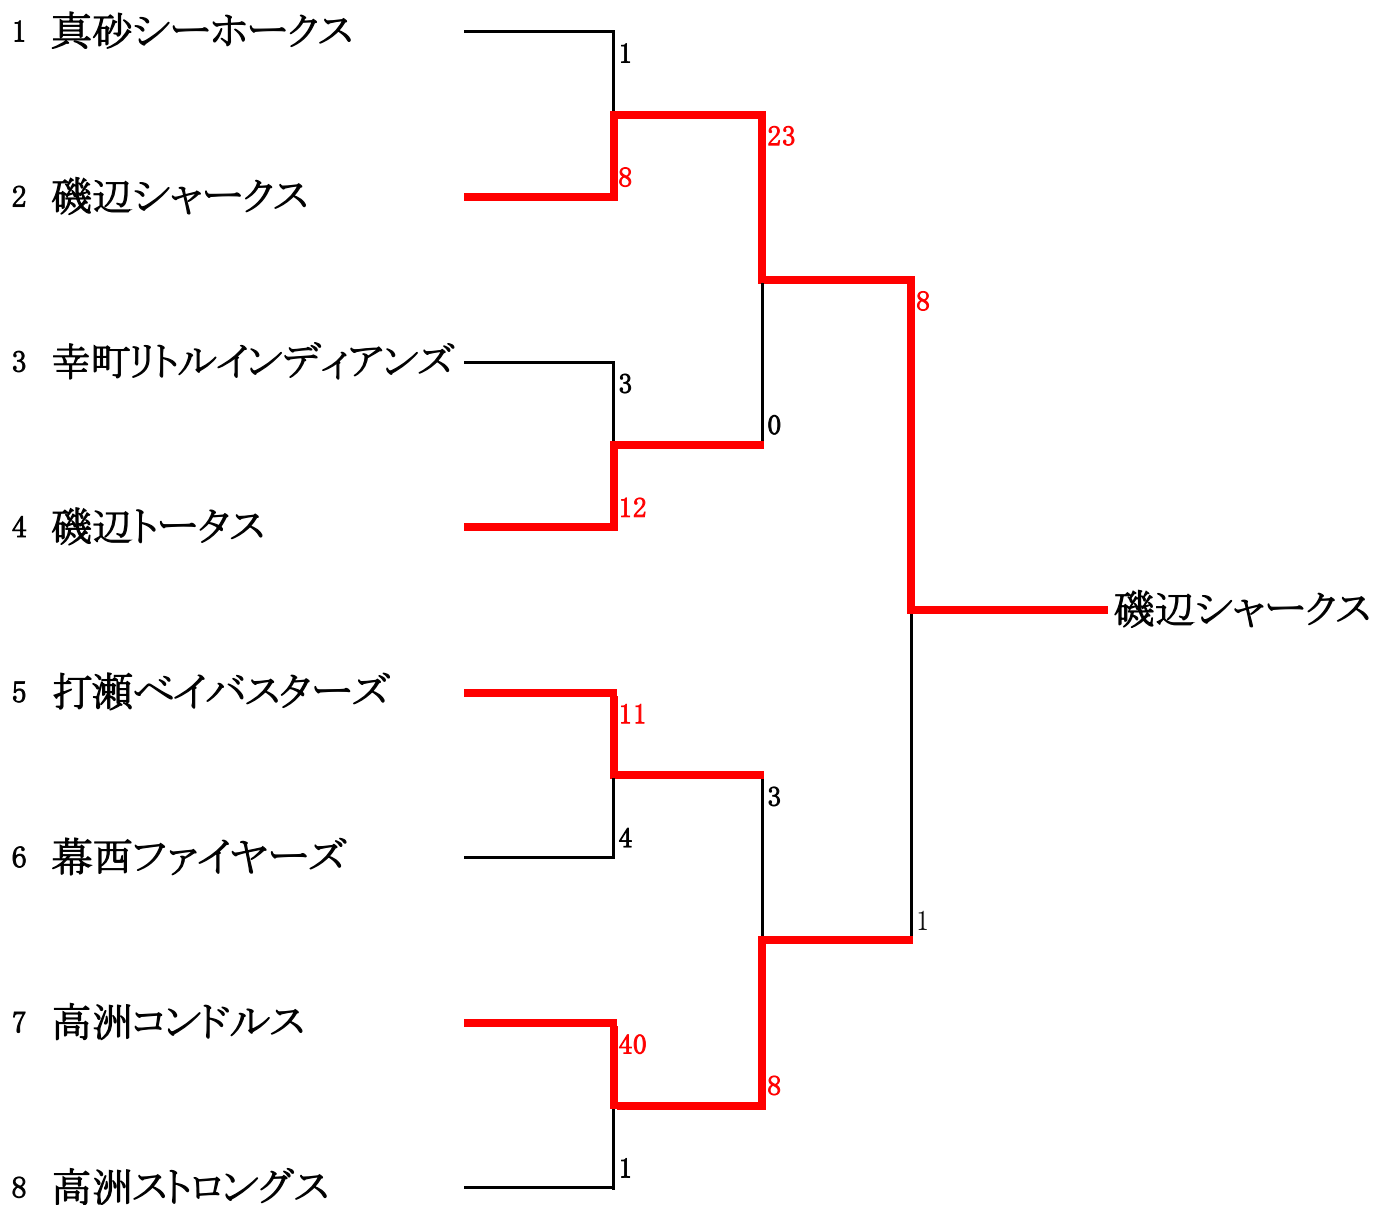 1 真砂シーホークス
1
23
8
2 磯辺シャークス
8
3 幸町リトルインディアンズ
3
0
12
4 磯辺トータス
磯辺シャークス
5 打瀬ベイバスターズ
11
3
4
6 幕西ファイヤーズ
1
7 高洲コンドルス
40
8
1
8 高洲ストロングス